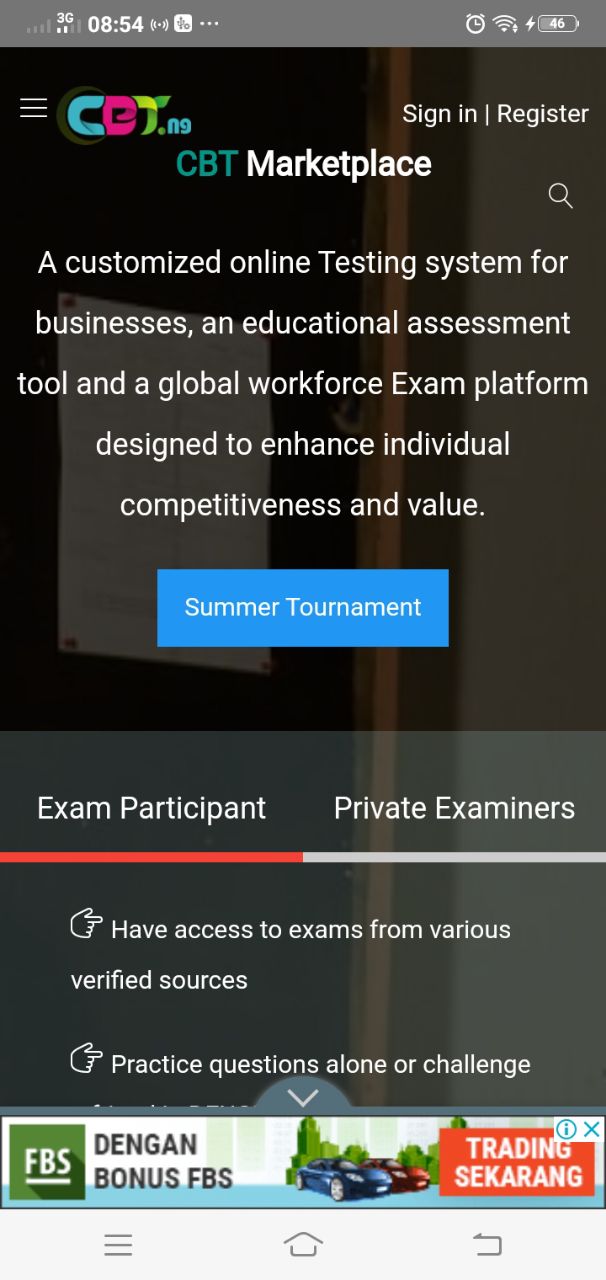 3G 08:54 ... 46
CBT.ng
Sign in | Register
CBT Marketplace
A customized online Testing system for
businesses, an educational assessment
tool and a global workforce Exam platform
designed to enhance individual
competitiveness and value.
Summer Tournament
Exam Participant
Private Examiners
Have access to exams from various
verified sources
Practice questions alone or challenge
FBS
DENGAN
BONUS FBS
TRADING
SEKARANG